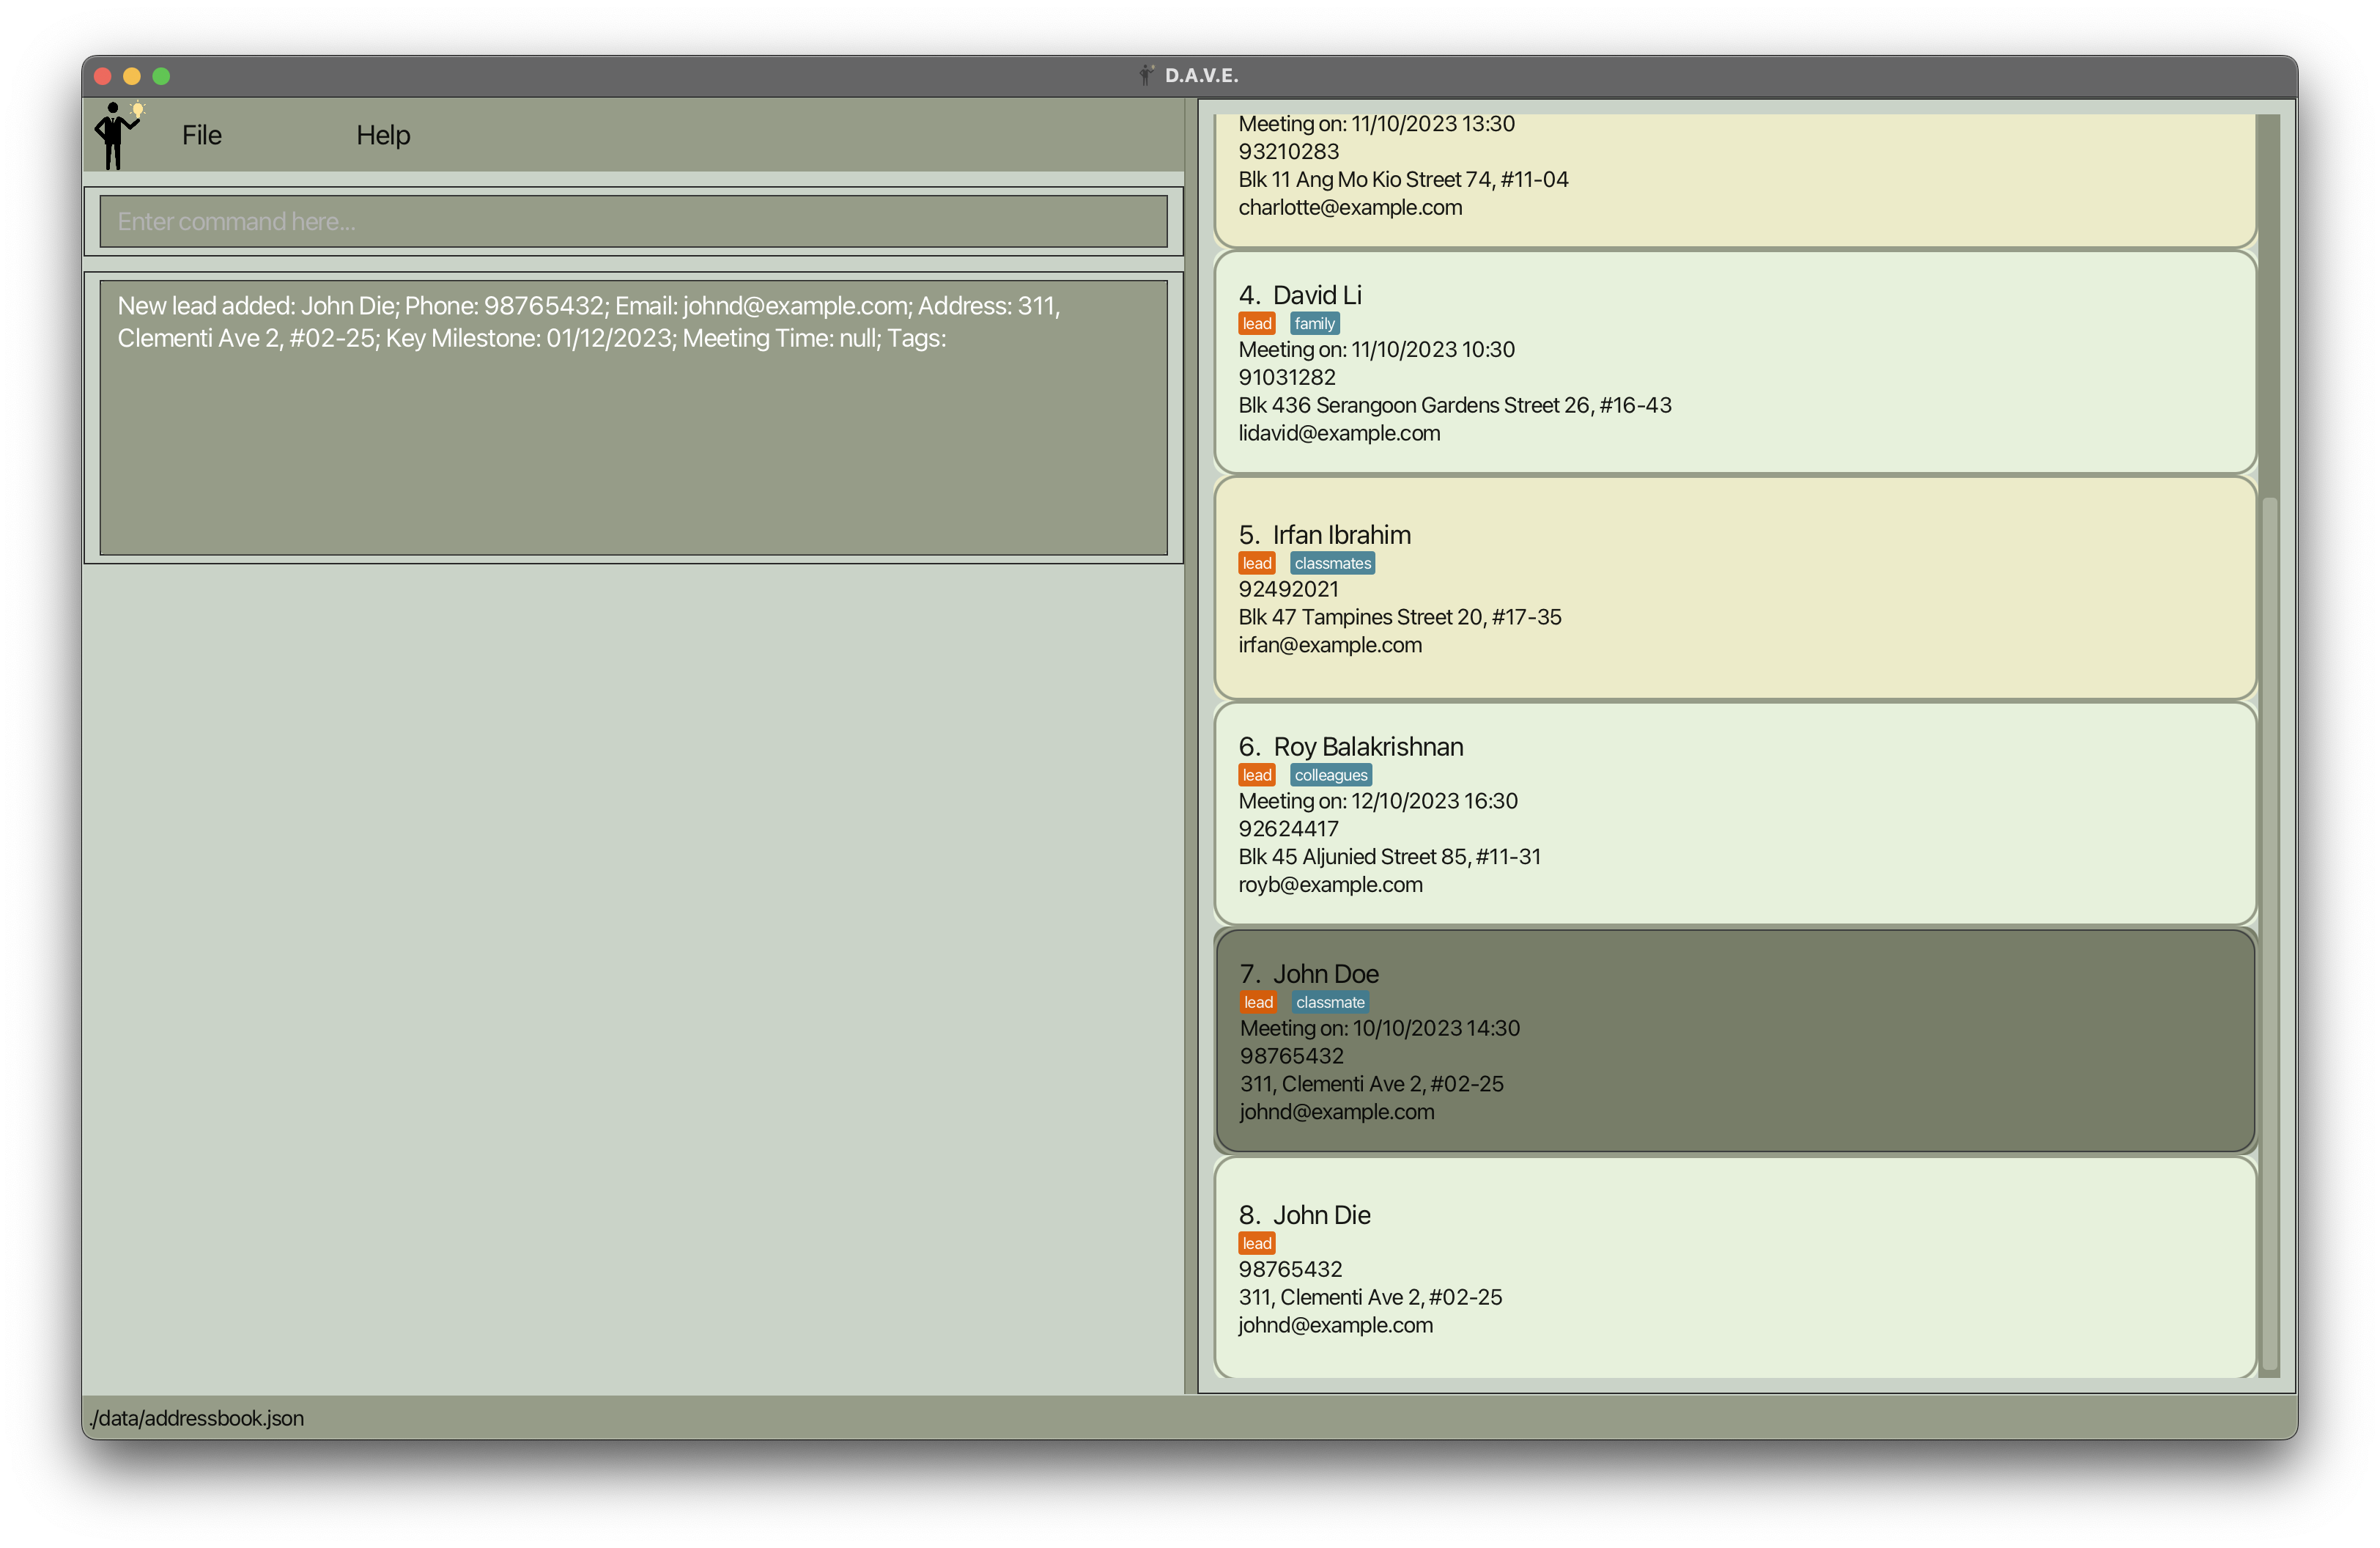 D.A.V.E.
File
Help
Enter command here...
New lead added: John Die; Phone: 98765432; Email: johnd@example.com; Address: 311,
Clementi Ave 2, #02-25; Key Milestone: 01/12/2023; Meeting Time: null; Tags:
Meeting on: 11/10/2023 13:30
93210283
Blk 11 Ang Mo Kio Street 74, #11-04
charlotte@example.com
4. David Li
lead family
Meeting on: 11/10/2023 10:30
91031282
Blk 436 Serangoon Gardens Street 26, #16-43
lidavid@example.com
5. Irfan Ibrahim
lead classmates
92492021
Blk 47 Tampines Street 20, #17-35
irfan@example.com
6. Roy Balakrishnan
lead colleagues
Meeting on: 12/10/2023 16:30
92624417
Blk 45 Aljunied Street 85, #11-31
royb@example.com
7. John Doe
lead classmate
Meeting on: 10/10/2023 14:30
98765432
311, Clementi Ave 2, #02-25
johnd@example.com
8. John Die
lead
98765432
311, Clementi Ave 2, #02-25
johnd@example.com
./data/addressbook.json